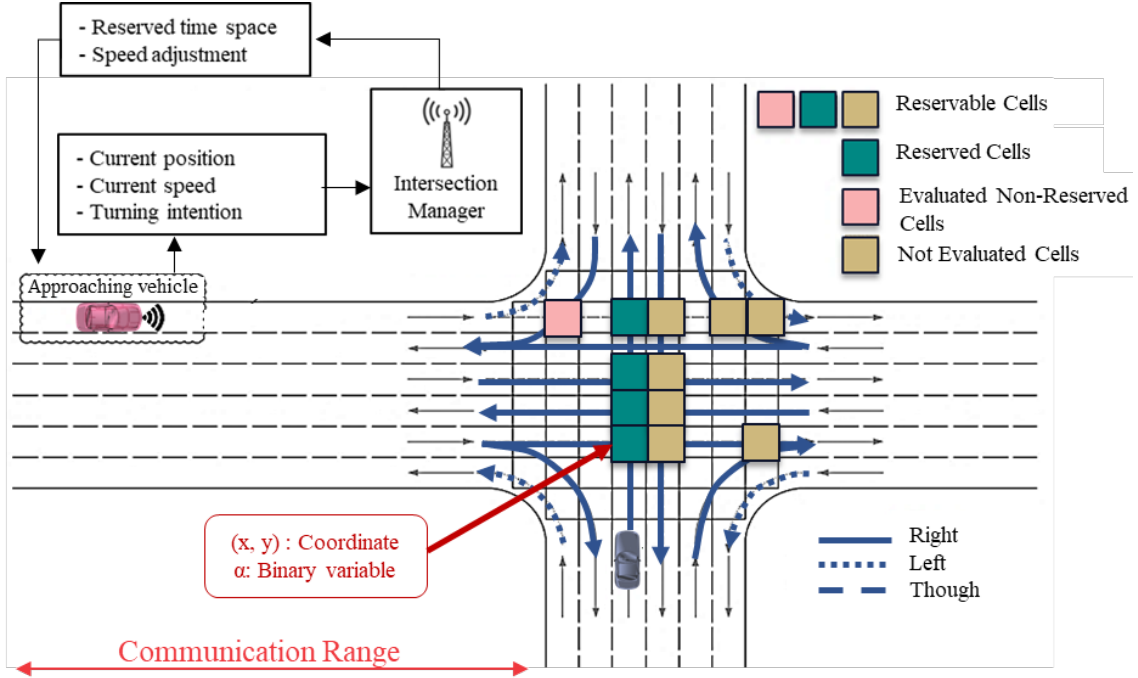 - Reserved time space
- Speed adjustment
- Current position
- Current speed
- Turning intention
Intersection
Manager
Approaching vehicle
Reservable Cells
Reserved Cells
Evaluated Non-Reserved
Cells
Not Evaluated Cells
(x, y) : Coordinate
α: Binary variable
Right
Left
Though
Communication Range